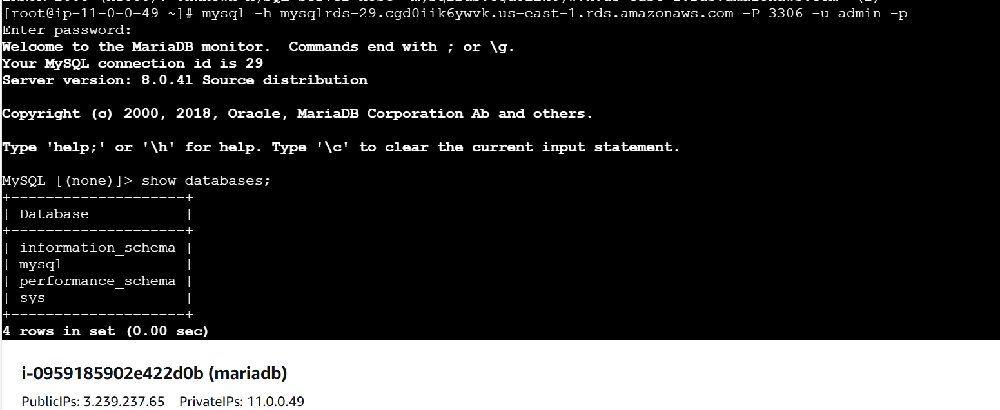 [root@ip-11-0-0-49 ~]# mysql -h mysqlrds-29.cgd0iik6ywvk.us-east-1.rds.amazonaws.com -P 3306 -u admin -p
Enter password:
Welcome to the MariaDB monitor.  Commands end with ; or \g.
Your MySQL connection id is 29
Server version: 8.0.41 Source distribution

Copyright (c) 2000, 2018, Oracle, MariaDB Corporation Ab and others.

Type 'help;' or '\h' for help. Type '\c' to clear the current input statement.

MySQL [(none)]> show databases;
+--------------------+
| Database           |
+--------------------+
| information_schema |
| mysql              |
| performance_schema |
| sys                |
+--------------------+
4 rows in set (0.00 sec)
i-0959185902e422d0b (mariadb)
PublicIPs: 3.239.237.65    PrivateIPs: 11.0.0.49